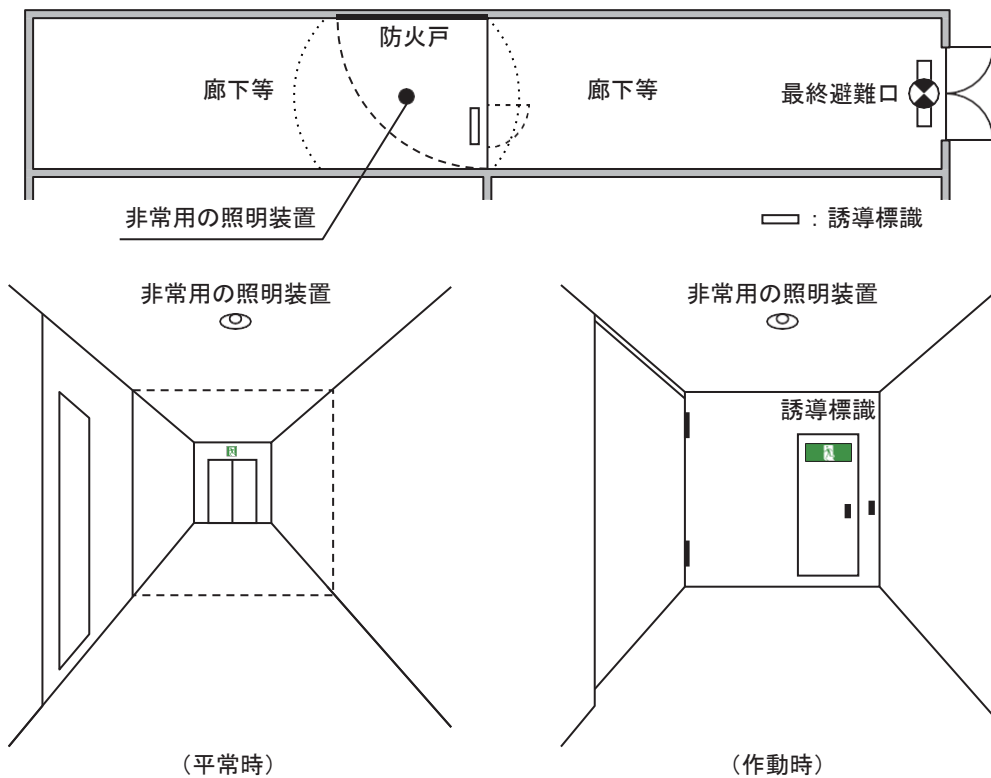 防火戸
廊下等
廊下等
最終避難口
非常用の照明装置
：誘導標識
非常用の照明装置
非常用の照明装置
誘導標識
（平常時）
（作動時）